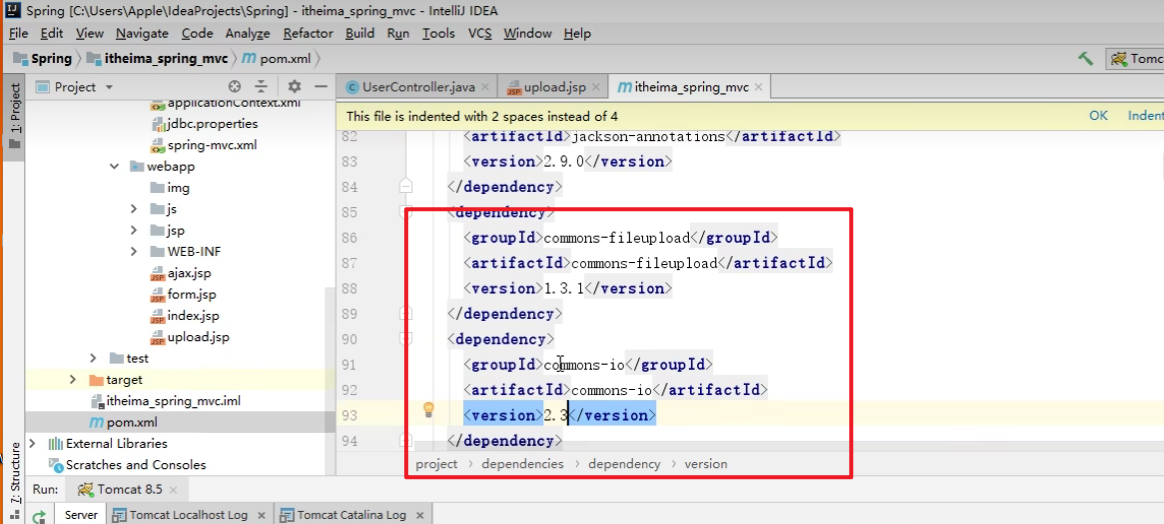 Spring [C:\Users\Apple\IdeaProjects\Spring] - itheima_spring_mvc - IntelliJ IDEA
File Edit View Navigate Code Analyze Refactor Build Run Tools VCS Window Help
Spring itheima_spring_mvc pom.xml Tomc
1: Project
Project
UserController.java upload.jsp itheima_spring_mvc
This file is indented with 2 spaces instead of 4 OK Indent
applicationContext.xml
jdbc.properties
spring-mvc.xml
webapp
img
js
jsp
WEB-INF
ajax.jsp
form.jsp
index.jsp
upload.jsp
test
target
itheima_spring_mvc.iml
pom.xml
External Libraries
Scratches and Consoles
82 <artifactId>jackson-annotations</artifactId>
83 <version>2.9.0</version>
84 </dependency>
85 <dependency>
86 <groupId>commons-fileupload</groupId>
87 <artifactId>commons-fileupload</artifactId>
88 <version>1.3.1</version>
89 </dependency>
90 <dependency>
91 <groupId>commons-io</groupId>
92 <artifactId>commons-io</artifactId>
93 <version>2.3</version>
94 </dependency>
project dependencies dependency version
7: Structure
Run: Tomcat 8.5
Server Tomcat Localhost Log Tomcat Catalina Log